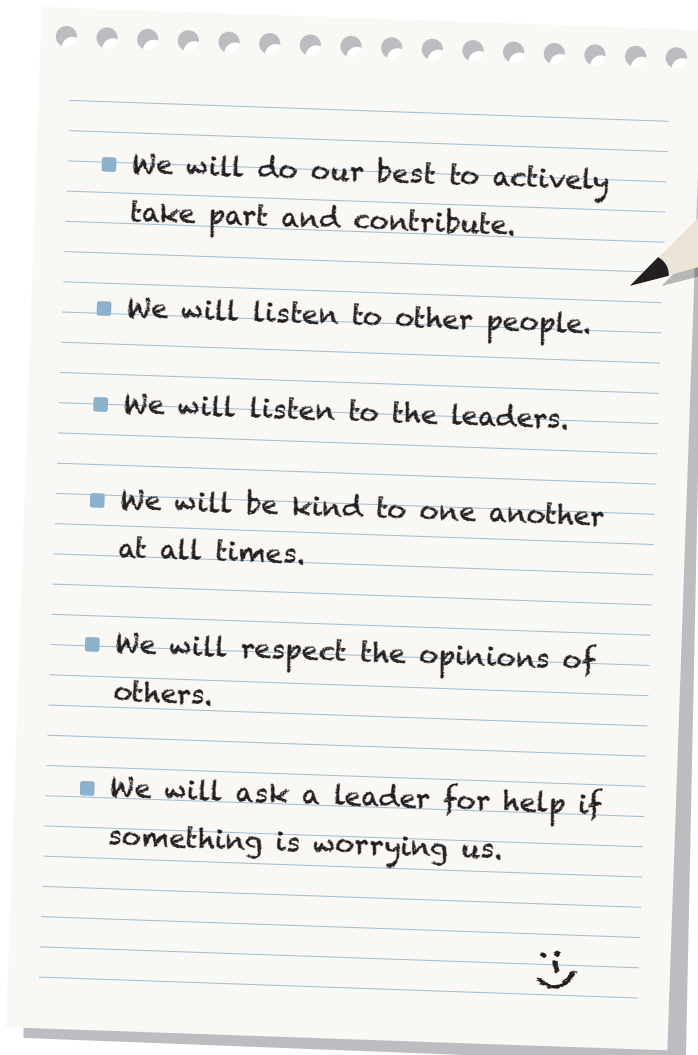 We will do our best to actively
take part and contribute.
We will listen to other people.
We will listen to the leaders.
We will be kind to one another
at all times.
We will respect the opinions of
others.
We will ask a leader for help if
something is worrying us.